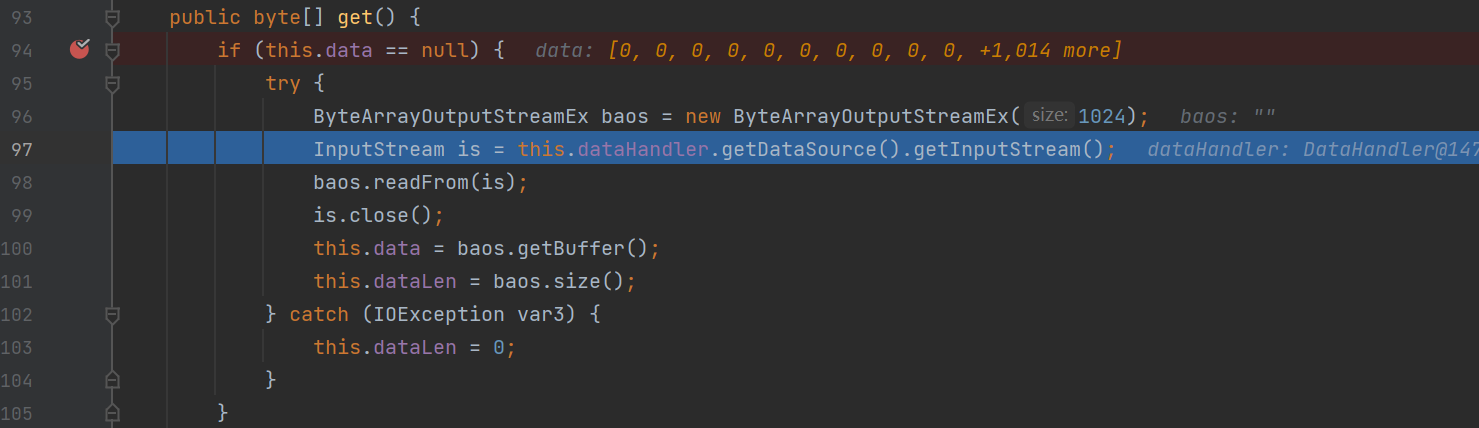 93 public byte[] get() {
94 if (this.data == null) { data: [0, 0, 0, 0, 0, 0, 0, 0, 0, 0, +1,014 more]
95 try {
96 ByteArrayOutputStreamEx baos = new ByteArrayOutputStreamEx( size: 1024); baos: ""
97 InputStream is = this.dataHandler.getDataSource().getInputStream(); dataHandler: DataHandler@147
98 baos.readFrom(is);
99 is.close();
100 this.data = baos.getBuffer();
101 this.dataLen = baos.size();
102 } catch (IOException var3) {
103 this.dataLen = 0;
104 }
105 }